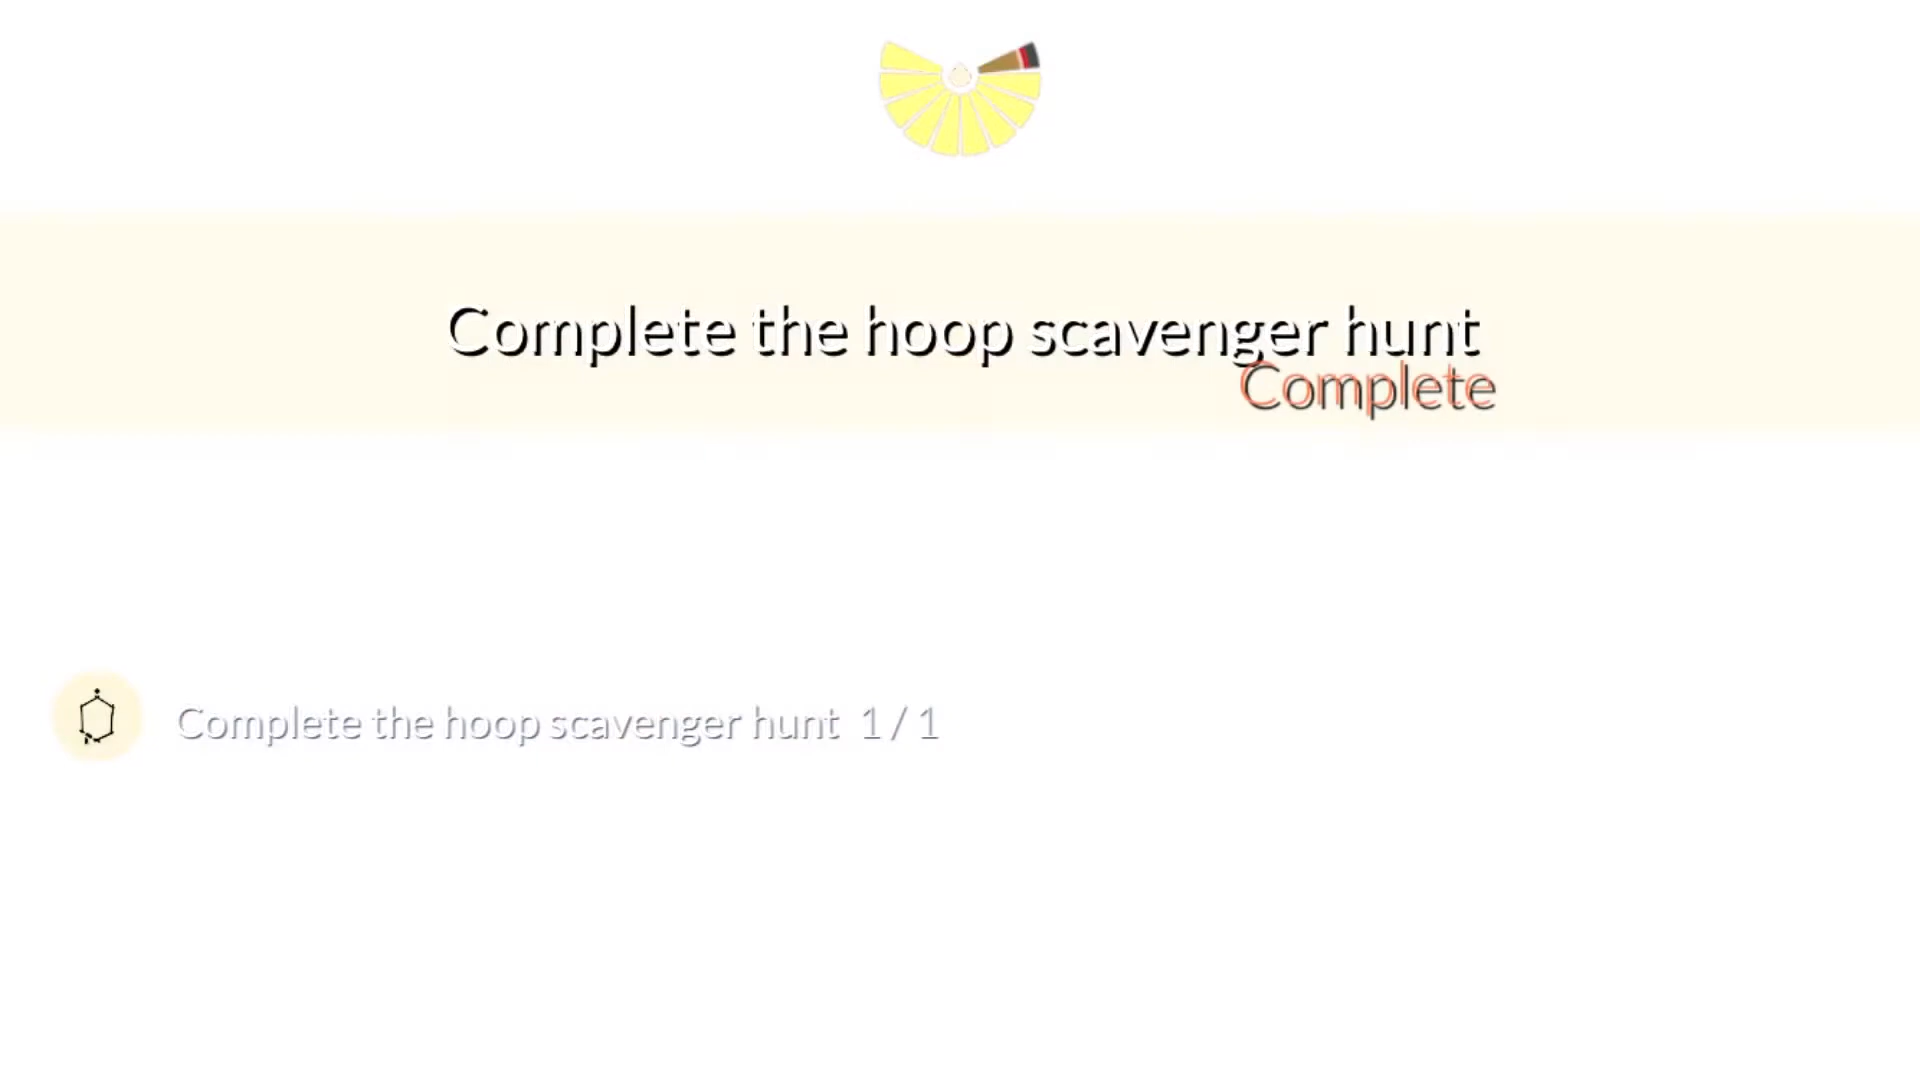 Complete the hoop scavenger hunt
Complete
Complete the hoop scavenger hunt 1 / 1